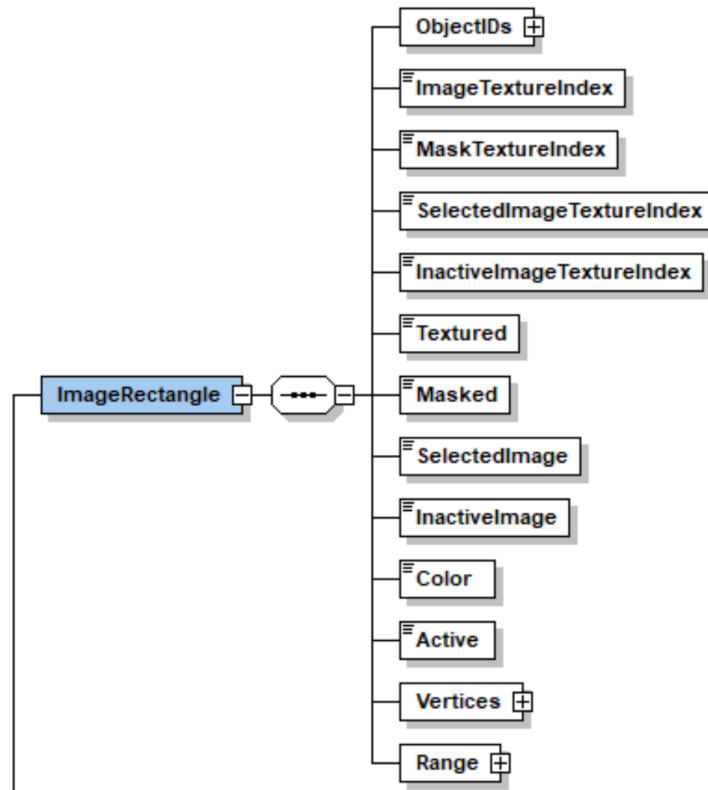 ObjectIDs
ImageTextureIndex
MaskTextureIndex
SelectedImageTextureIndex
InactiveImageTextureIndex
Textured
ImageRectangle
Masked
SelectedImage
InactiveImage
Color
Active
Vertices
Range